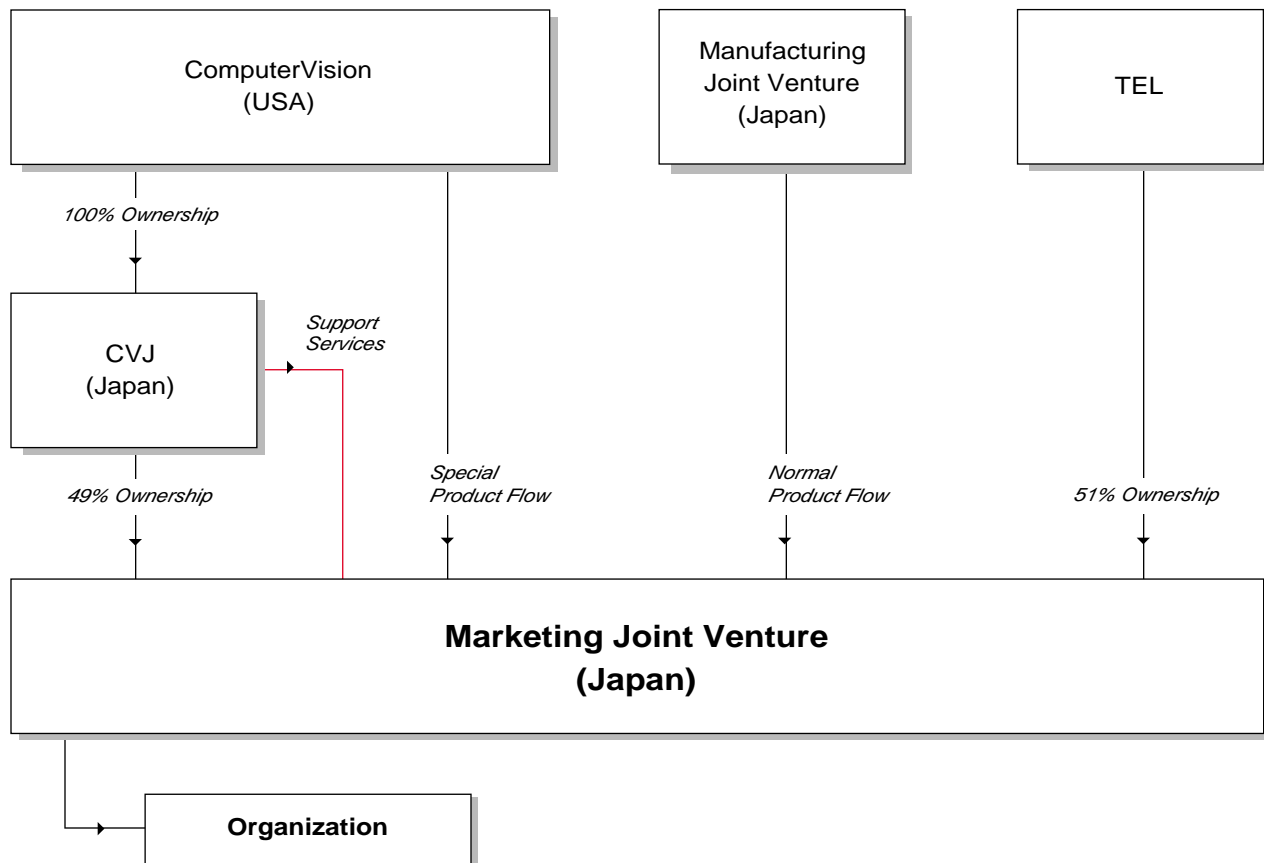 ComputerVision
(USA)
Manufacturing
Joint Venture
(Japan)
TEL
100% Ownership
CVJ
(Japan)
Support
Services
49% Ownership
Special
Product Flow
Normal
Product Flow
51% Ownership
Marketing Joint Venture
(Japan)
Organization